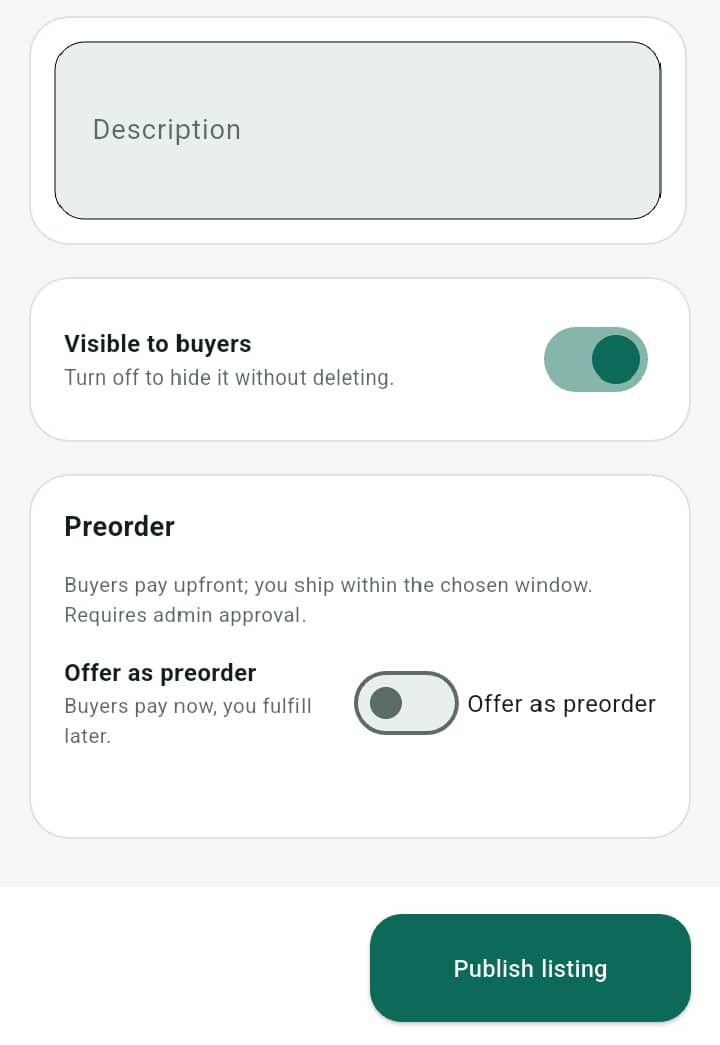 Description
Visible to buyers
Turn off to hide it without deleting.
Preorder
Buyers pay upfront; you ship within the chosen window.
Requires admin approval.
Offer as preorder
Buyers pay now, you fulfill
later.
Offer as preorder
Publish listing